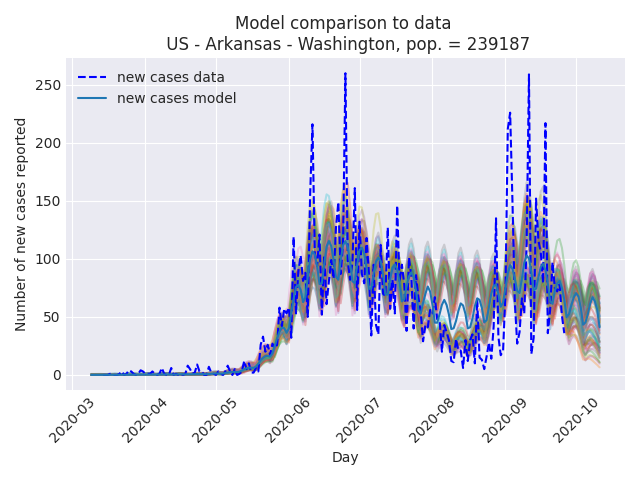 Model comparison to data
US - Arkansas - Washington, pop. = 239187
new cases data
new cases model
Number of new cases reported
250
200
150
100
50
0
2020-03
2020-04
2020-05
2020-06
2020-07
2020-08
2020-09
2020-10
Day